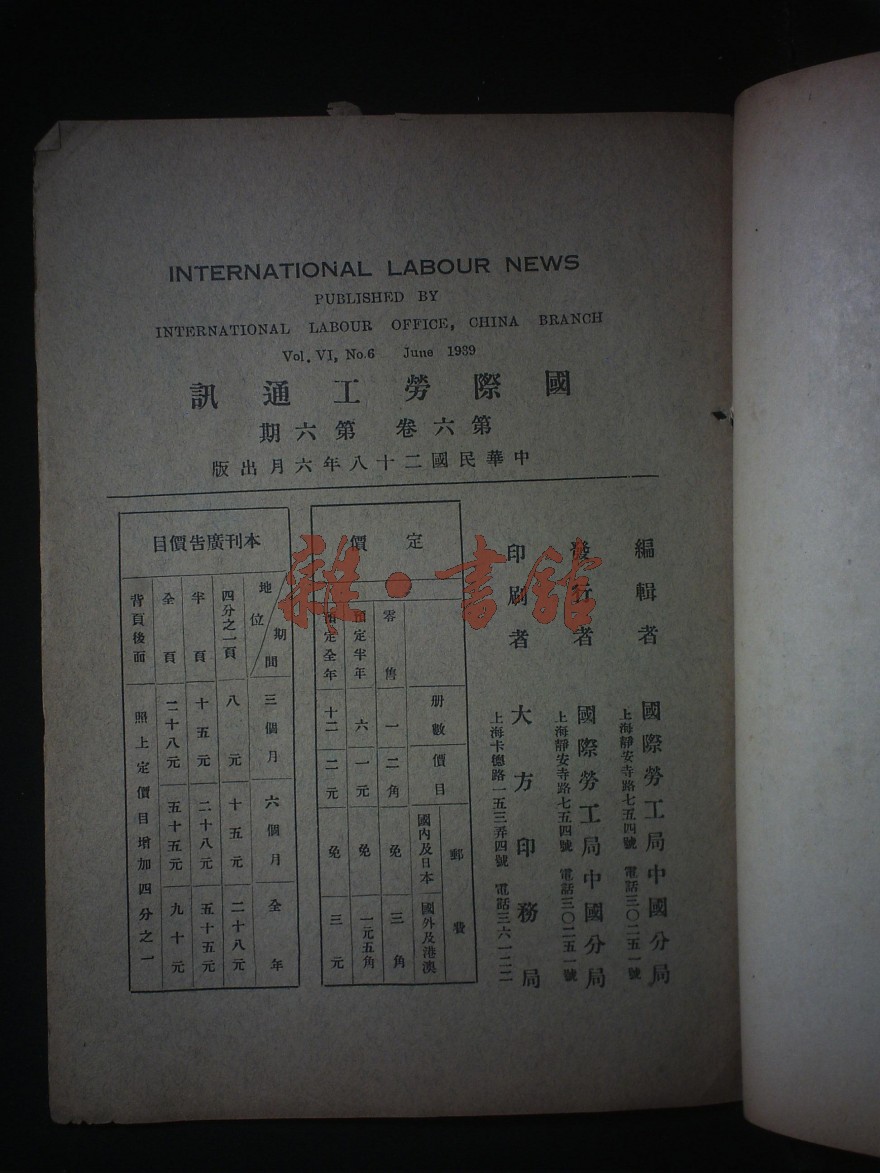 INTERNATIONAL LABOUR NEWS
PUBLISHED BY
INTERNATIONAL LABOUR OFFICE, CHINA BRANCH
Vol. VI, No.6 June 1939
國際勞工通訊
第六卷 第六期
中華民國二十八年六月出版
編輯者 國際勞工局中國分局
上海靜安寺路七五四號 電話三〇二五一號
發行者 國際勞工局中國分局
上海靜安寺路七五四號 電話三〇二五一號
印刷者 大方印務局
上海卡德路一五三弄四號 電話三六一二二
定價
冊數 價目 郵費 國內及日本 國外及港澳
零售 一 二角 免 三角
預定半年 六 一元 免 一元五角
預定全年 十二 二元 免 三元
本刊廣告價目
地位 期間 三個月 六個月 全年
四分之一頁 八元 十五元 二十八元
半頁 十五元 二十八元 五十五元
全頁 二十八元 五十五元 九十元
背頁後面 照上定價目增加四分之一
雜·書館